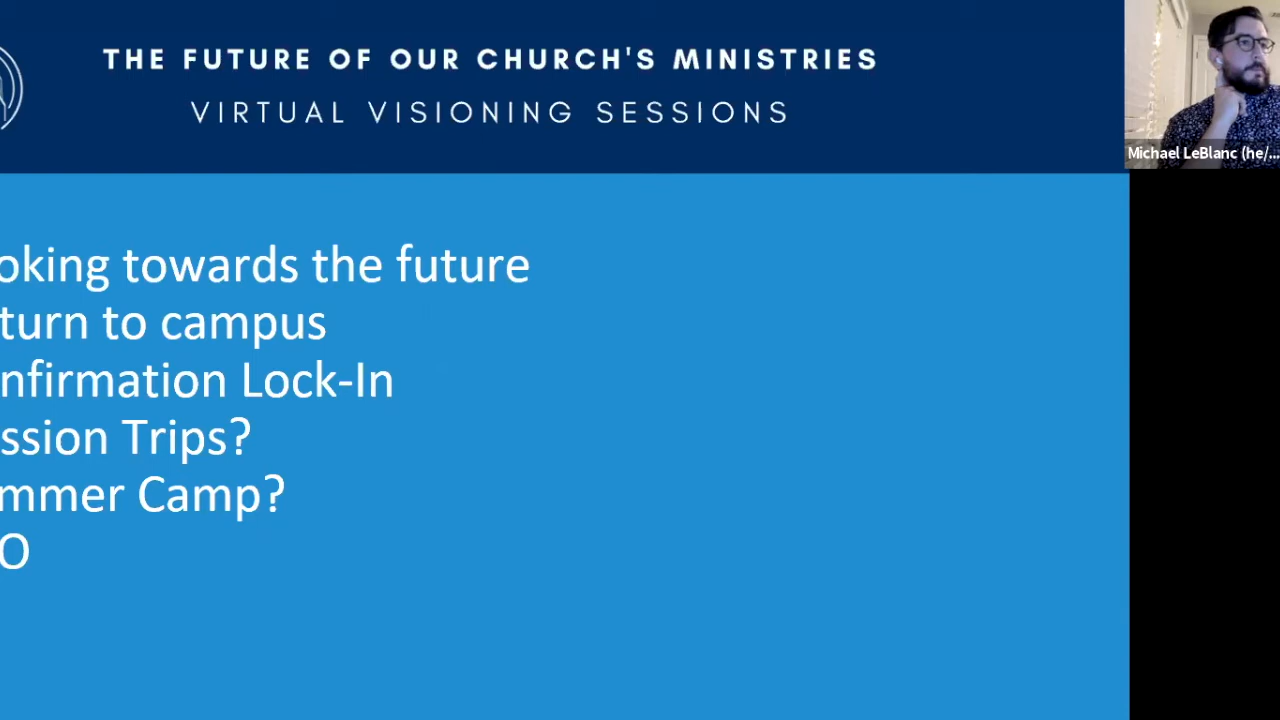 THE FUTURE OF OUR CHURCH'S MINISTRIES
VIRTUAL VISIONING SESSIONS
Michael LeBlanc (he/...
oking towards the future
turn to campus
nfirmation Lock-In
ssion Trips?
mmer Camp?
O